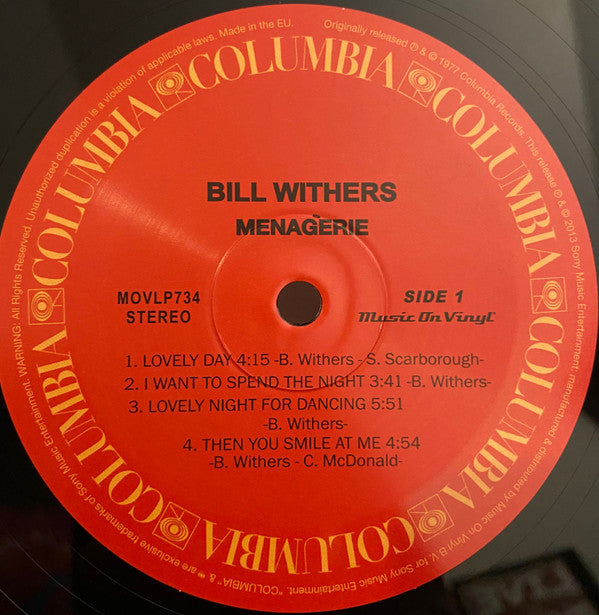 BILL WITHERS
MENAGERIE
MOVLP734
STEREO
SIDE 1
Music On Vinyl
1. LOVELY DAY 4:15 -B. Withers - S. Scarborough-
2. I WANT TO SPEND THE NIGHT 3:41 -B. Withers-
3. LOVELY NIGHT FOR DANCING 5:51
-B. Withers-
4. THEN YOU SMILE AT ME 4:54
-B. Withers - C. McDonald-
COLUMBIA
COLUMBIA
COLUMBIA
COLUMBIA
COLUMBIA
COLUMBIA
COLUMBIA
COLUMBIA
Originally released ℗ & © 1977 Columbia Records. This release ℗ & © 2013 Sony Music Entertainment. manufactured & distributed by Music On Vinyl B.V. for Sony Music Entertainment. "COLUMBIA" & are exclusive trademarks of Sony Music Entertainment. WARNING: All Rights Reserved. Unauthorized duplication is a violation of applicable laws. Made in the EU.